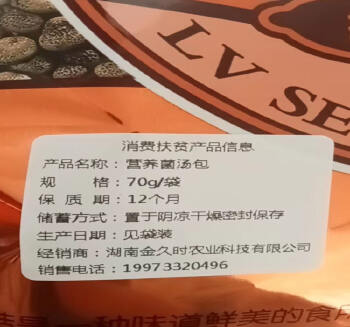 LV SE
消费扶贫产品信息
产品名称：营养菌汤包
规 格：70g/袋
保 质 期：12个月
储蓄方式：置于阴凉干燥密封保存
生产日期：见袋装
经销商：湖南金久时农业科技有限公司
销售电话：19973320496
一种味道鲜美的食